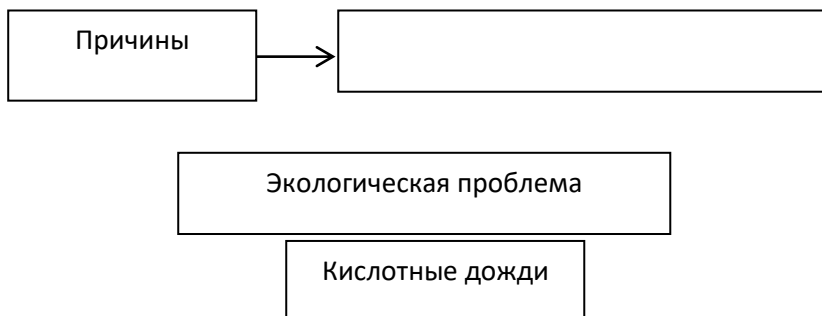 Причины
Экологическая проблема
Кислотные дожди